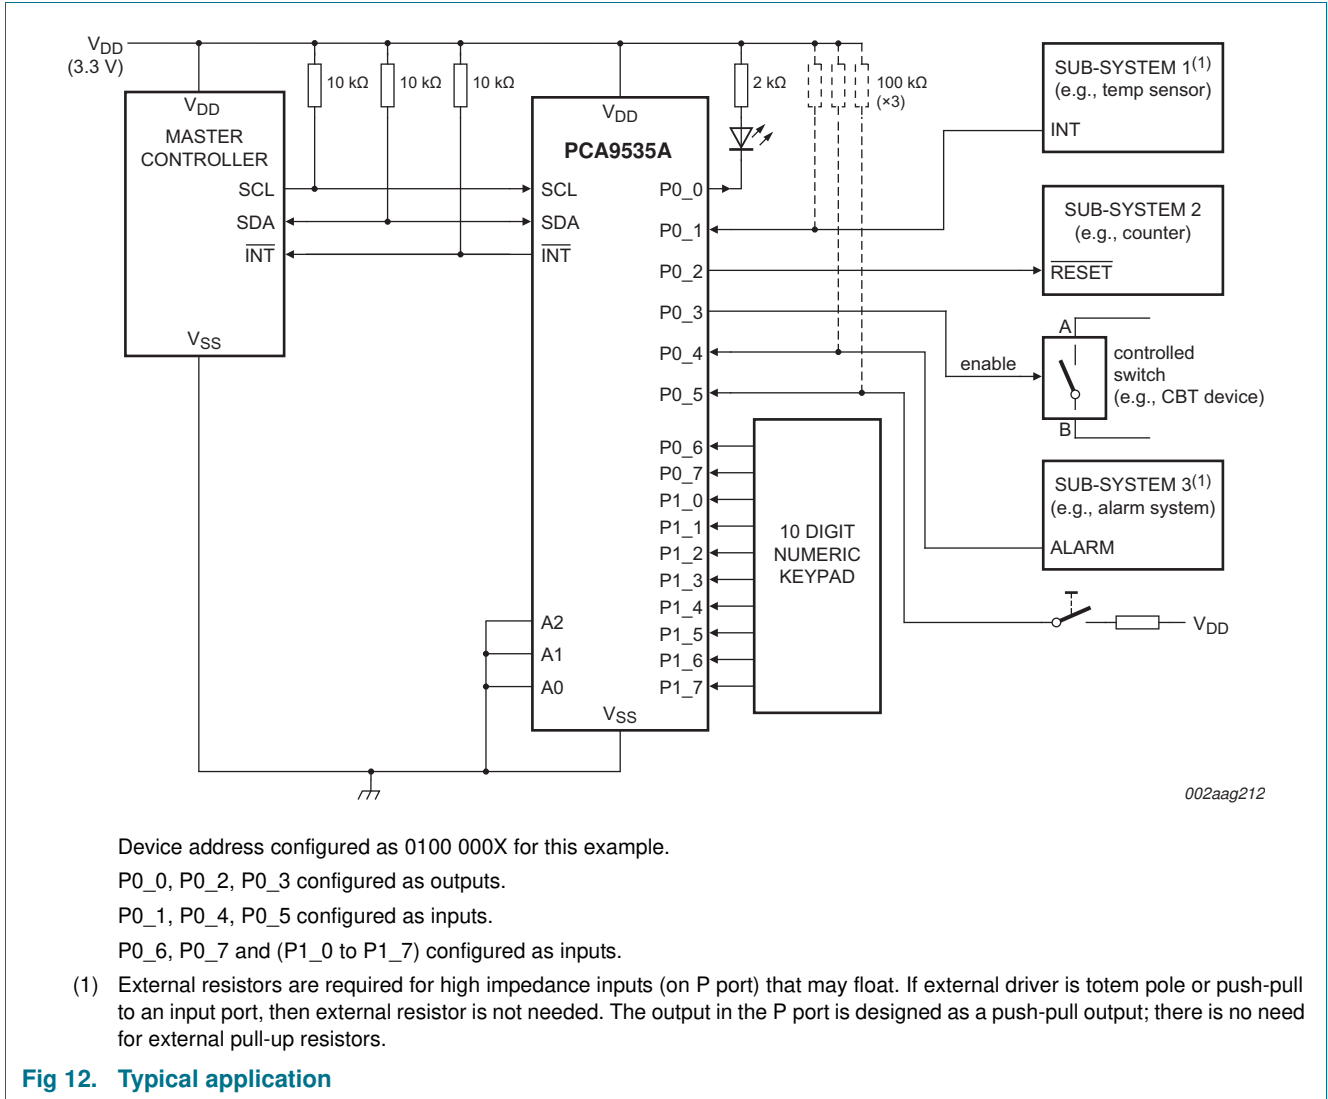 VDD
(3.3 V)
10 kΩ
10 kΩ
10 kΩ
2 kΩ
100 kΩ
(×3)
VDD
MASTER
CONTROLLER
SCL
SDA
INT
VSS
VDD
PCA9535A
SCL
SDA
INT
A2
A1
A0
VSS
P0_0
P0_1
P0_2
P0_3
P0_4
P0_5
P0_6
P0_7
P1_0
P1_1
P1_2
P1_3
P1_4
P1_5
P1_6
P1_7
10 DIGIT
NUMERIC
KEYPAD
SUB-SYSTEM 1(1)
(e.g., temp sensor)
INT
SUB-SYSTEM 2
(e.g., counter)
RESET
enable
A
B
controlled
switch
(e.g., CBT device)
SUB-SYSTEM 3(1)
(e.g., alarm system)
ALARM
VDD
002aag212
Device address configured as 0100 000X for this example.
P0_0, P0_2, P0_3 configured as outputs.
P0_1, P0_4, P0_5 configured as inputs.
P0_6, P0_7 and (P1_0 to P1_7) configured as inputs.
(1) External resistors are required for high impedance inputs (on P port) that may float. If external driver is totem pole or push-pull
to an input port, then external resistor is not needed. The output in the P port is designed as a push-pull output; there is no need
for external pull-up resistors.
Fig 12. Typical application